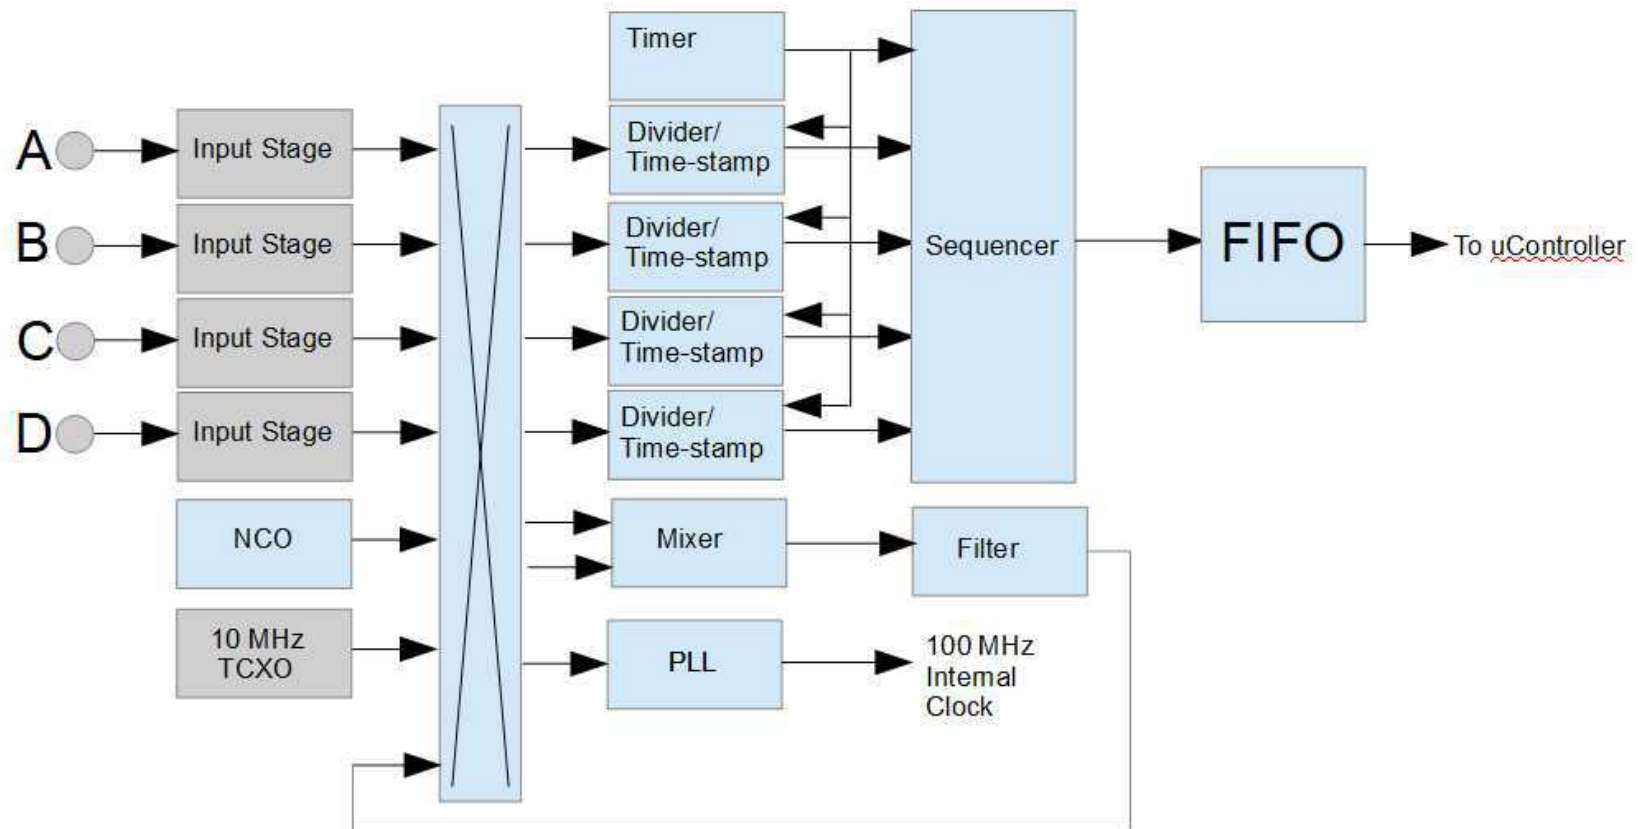 Timer
A
Input Stage
Divider/
Time-stamp
B
Input Stage
Divider/
Time-stamp
Sequencer
FIFO
To uController
C
Input Stage
Divider/
Time-stamp
D
Input Stage
Divider/
Time-stamp
NCO
Mixer
Filter
10 MHz
TCXO
PLL
100 MHz
Internal
Clock